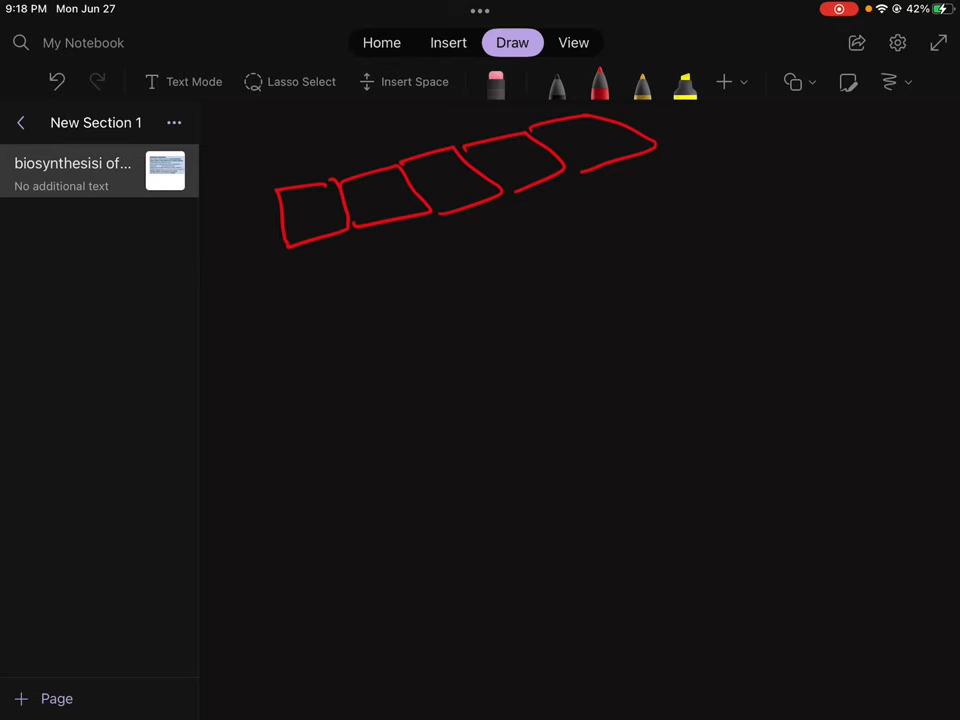 9:18 PM Mon Jun 27
42%
My Notebook
Home Insert Draw View
Text Mode Lasso Select Insert Space
New Section 1
biosynthesisi of...
No additional text
Page